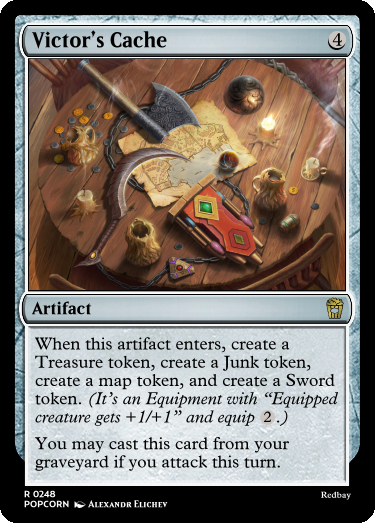 Victor's Cache 4
Artifact
When this artifact enters, create a
Treasure token, create a Junk token,
create a map token, and create a Sword
token. (It's an Equipment with “Equipped
creature gets +1/+1” and equip 2.)
You may cast this card from your
graveyard if you attack this turn.
R 0248
POPCORN ALEXANDR ELICHEV
Redbay